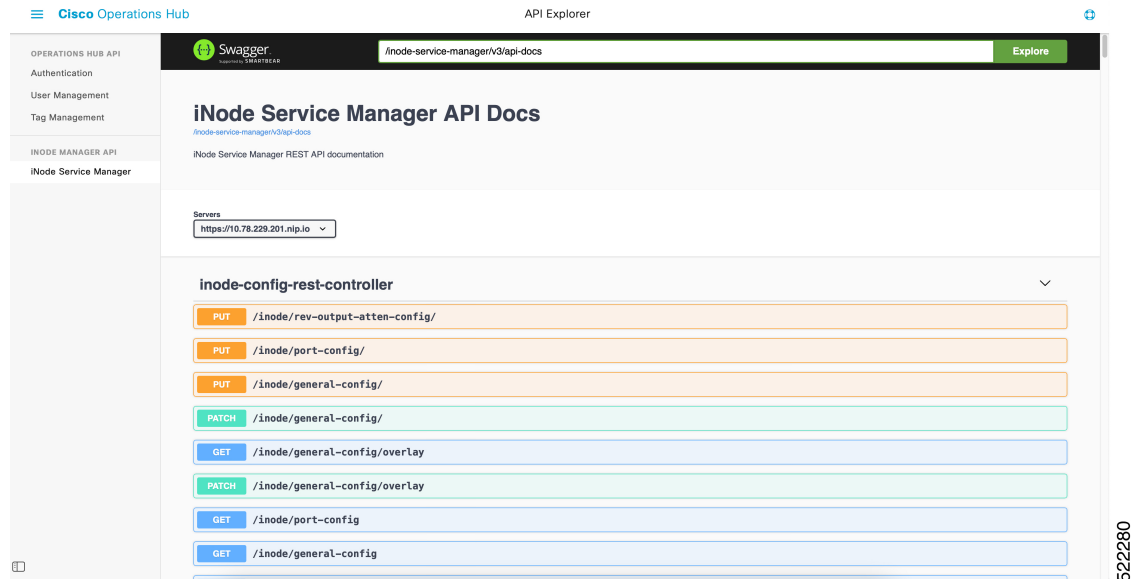 Cisco Operations Hub
API Explorer
OPERATIONS HUB API
Authentication
User Management
Tag Management
INODE MANAGER API
iNode Service Manager
Swagger.
Supported by SMARTBEAR
/inode-service-manager/v3/api-docs
Explore
iNode Service Manager API Docs
/inode-service-manager/v3/api-docs
iNode Service Manager REST API documentation
Servers
https://10.78.229.201.nip.io
inode-config-rest-controller
PUT /inode/rev-output-atten-config/
PUT /inode/port-config/
PUT /inode/general-config/
PATCH /inode/general-config/
GET /inode/general-config/overlay
PATCH /inode/general-config/overlay
GET /inode/port-config
GET /inode/general-config
522280